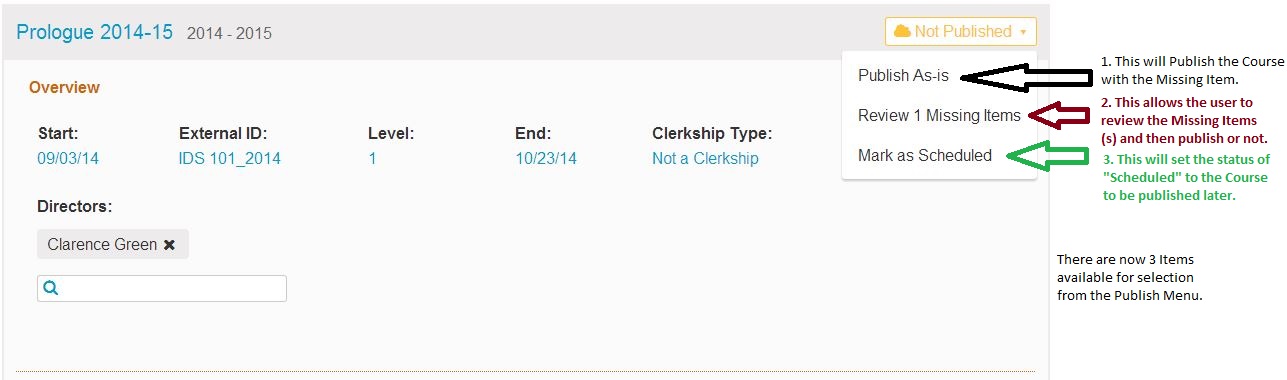 Prologue 2014-15 2014 - 2015 Not Published
Publish As-is
Review 1 Missing Items
Mark as Scheduled
1. This will Publish the Course
with the Missing Item.
2. This allows the user to
review the Missing Items
(s) and then publish or not.
3. This will set the status of
"Scheduled" to the Course
to be published later.
Overview
Start: External ID: Level: End: Clerkship Type:
09/03/14 IDS 101_2014 1 10/23/14 Not a Clerkship
Directors:
Clarence Green ✖
There are now 3 Items
available for selection
from the Publish Menu.